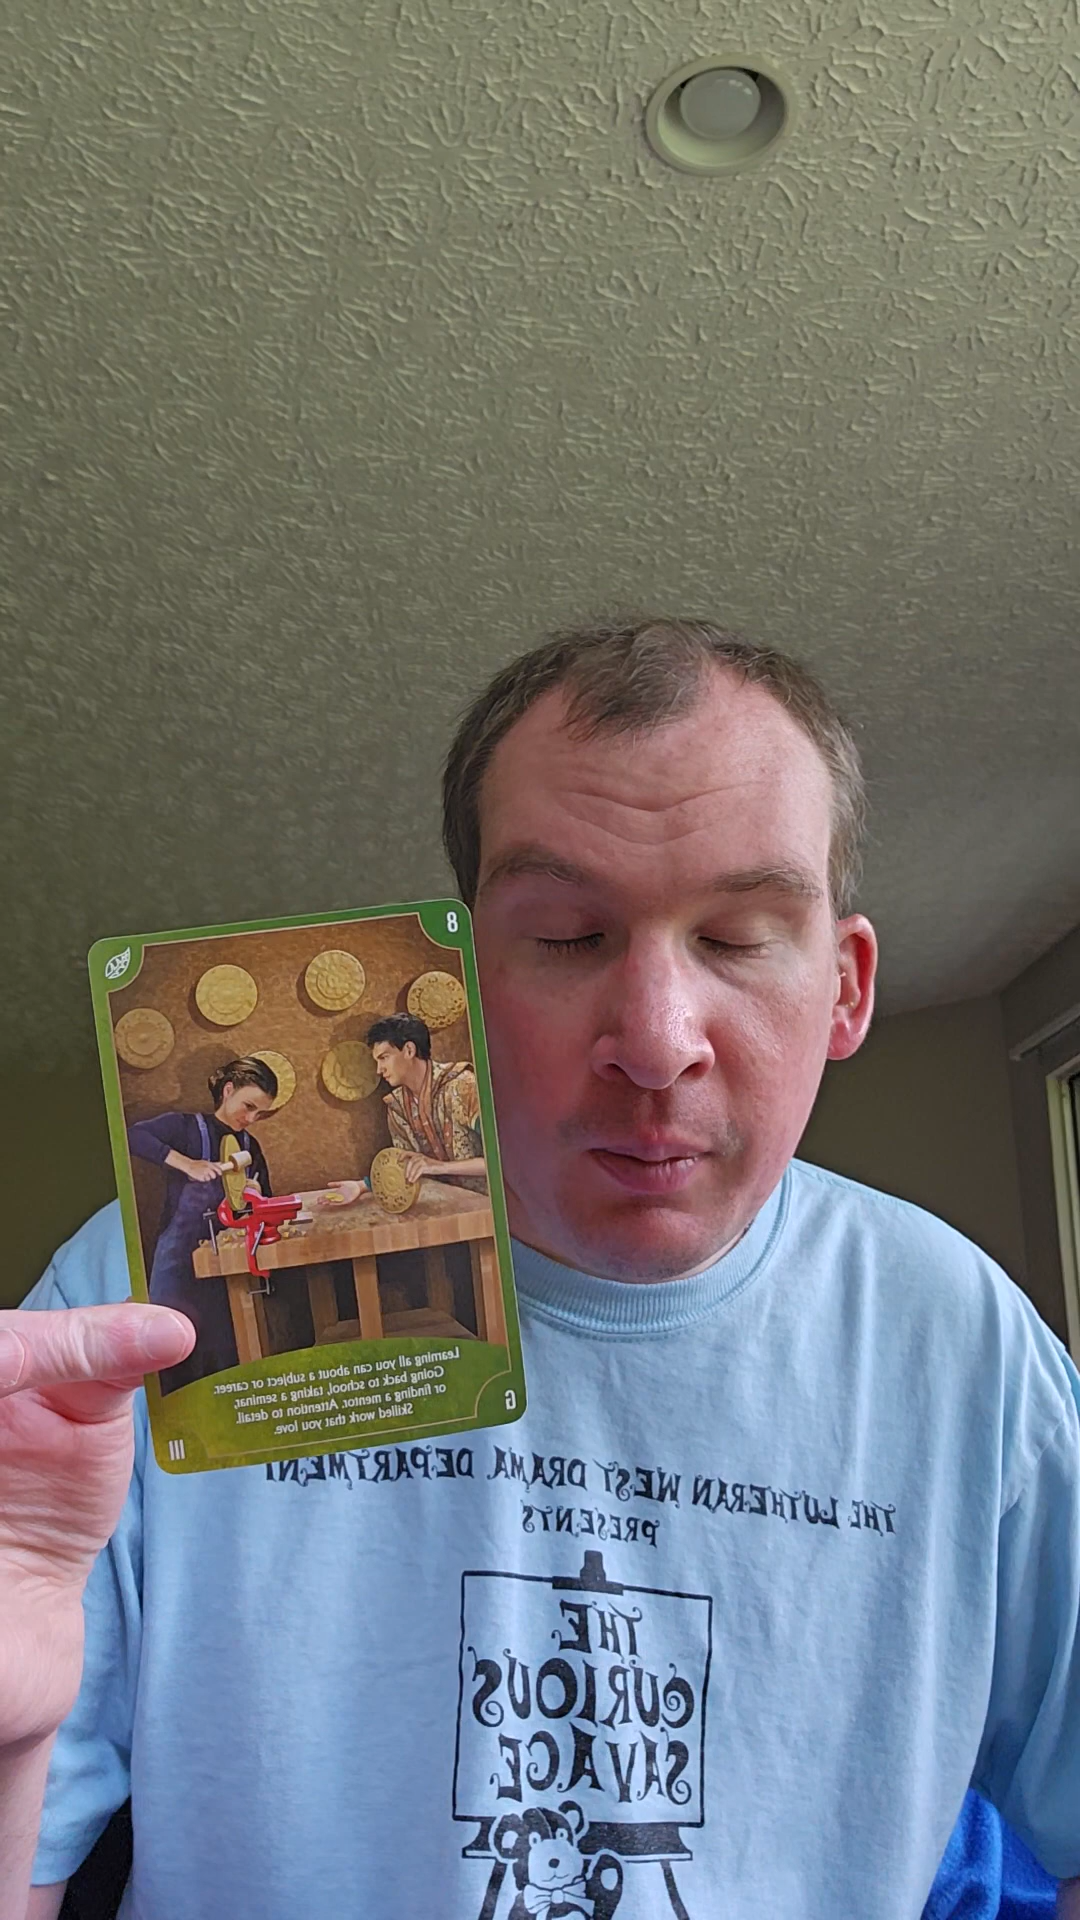 8
Learning all you can about a subject or career.
Going back to school, taking a seminar,
or finding a mentor. Attention to detail.
Skilled work that you love.
G
III
THE LUTHERAN WEST DRAMA DEPARTMENT
PRESENTS
THE
CURIOUS
SAVAGE